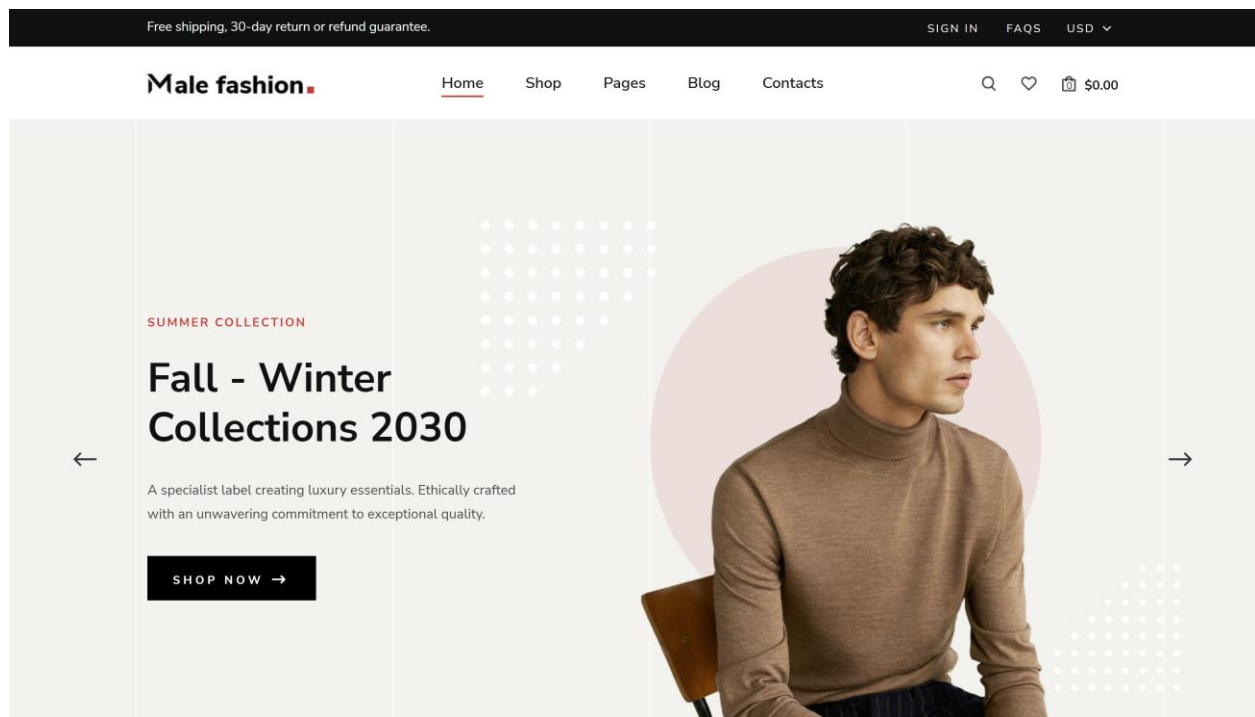 Free shipping, 30-day return or refund guarantee.
SIGN IN FAQS USD
Male fashion.
Home Shop Pages Blog Contacts
0 $0.00
SUMMER COLLECTION
Fall - Winter
Collections 2030
A specialist label creating luxury essentials. Ethically crafted
with an unwavering commitment to exceptional quality.
SHOP NOW →